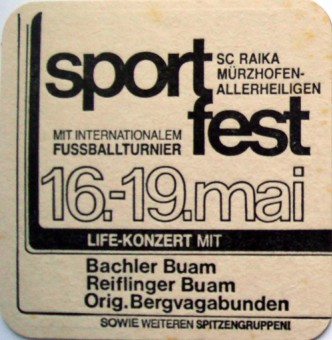 sport
SC RAIKA
MÜRZHOFEN-
ALLERHEILIGEN
MIT INTERNATIONALEM
FUSSBALLTURNIER
fest
16.-19.mai
LIFE-KONZERT MIT
Bachler Buam
Reiflinger Buam
Orig.Bergvagabunden
SOWIE WEITEREN SPITZENGRUPPEN!